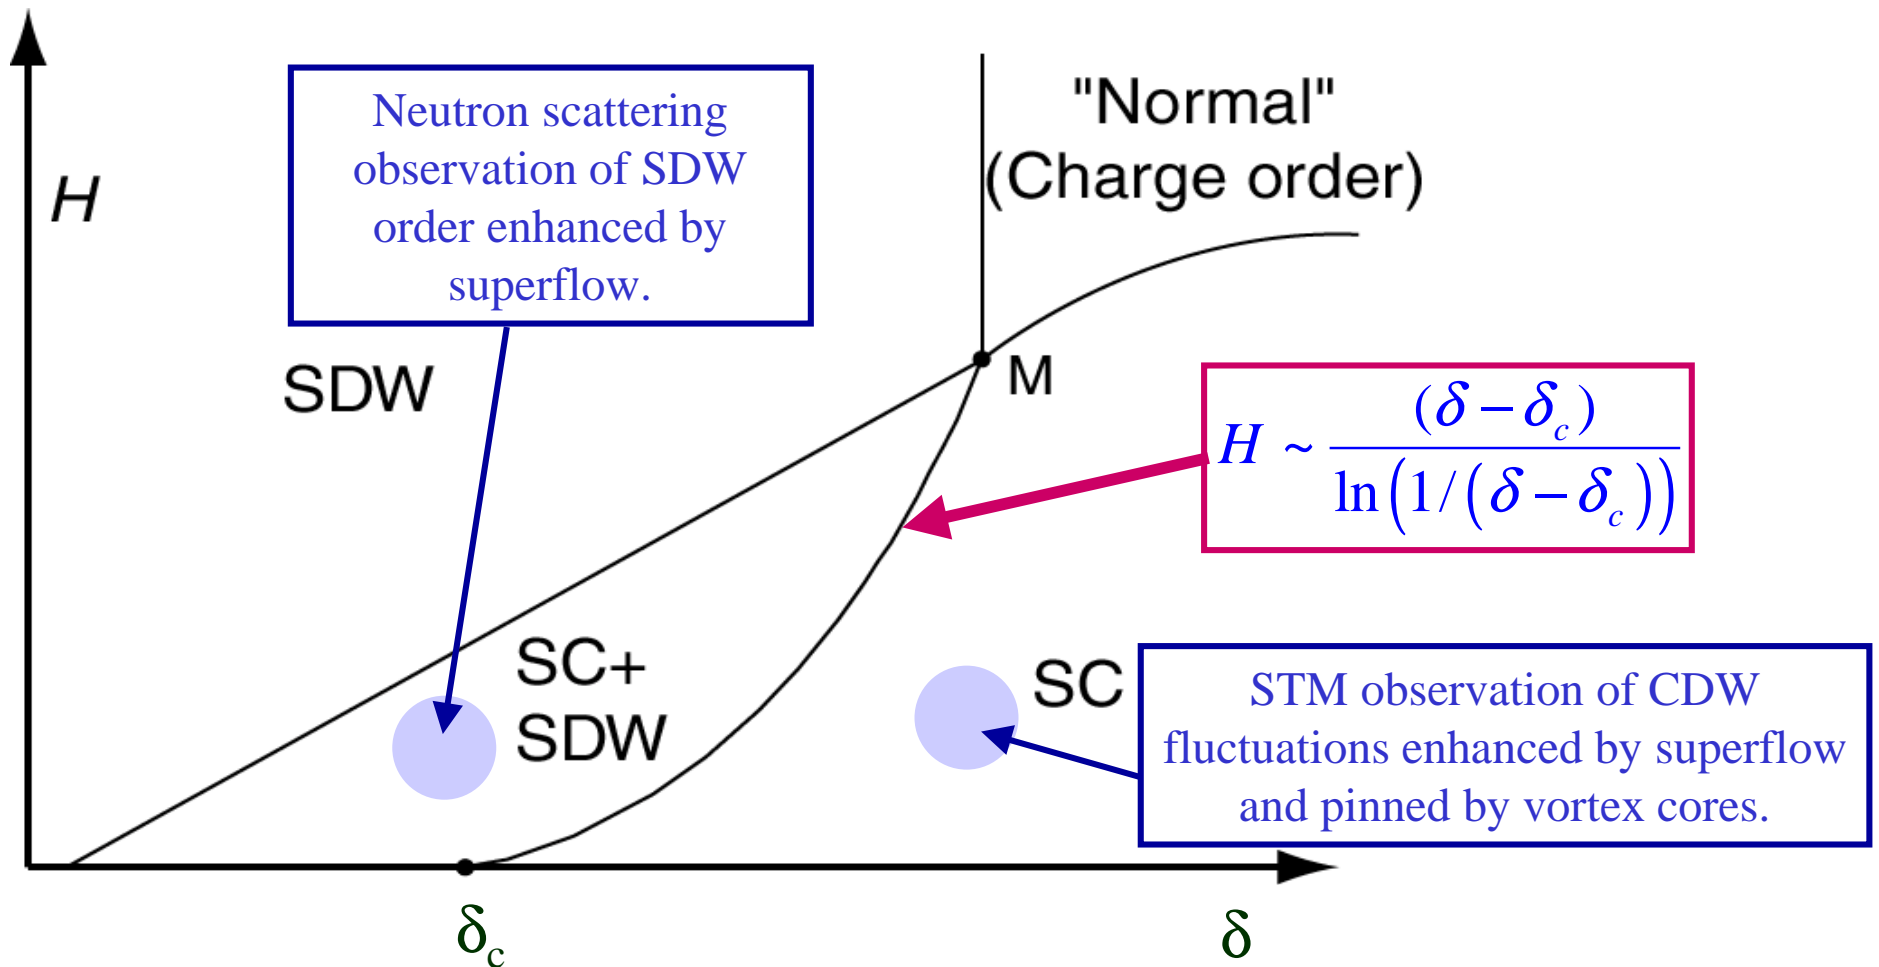 H
Neutron scattering
observation of SDW
order enhanced by
superflow.
"Normal"
(Charge order)
SDW
M
H ~ (δ − δc) / ln(1/(δ − δc))
SC+
SDW
SC
STM observation of CDW
fluctuations enhanced by superflow
and pinned by vortex cores.
δc
δ